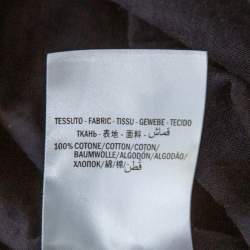 TESSUTO - FABRIC - TISSU - GEWEBE - TECIDO
ТКАНЬ - 表地 - 面料 - قماش
100% COTONE/COTTON/COTON/
BAUMWOLLE/ALGODÓN/ALGODÃO/
ХЛОПОК/綿/棉/قطن